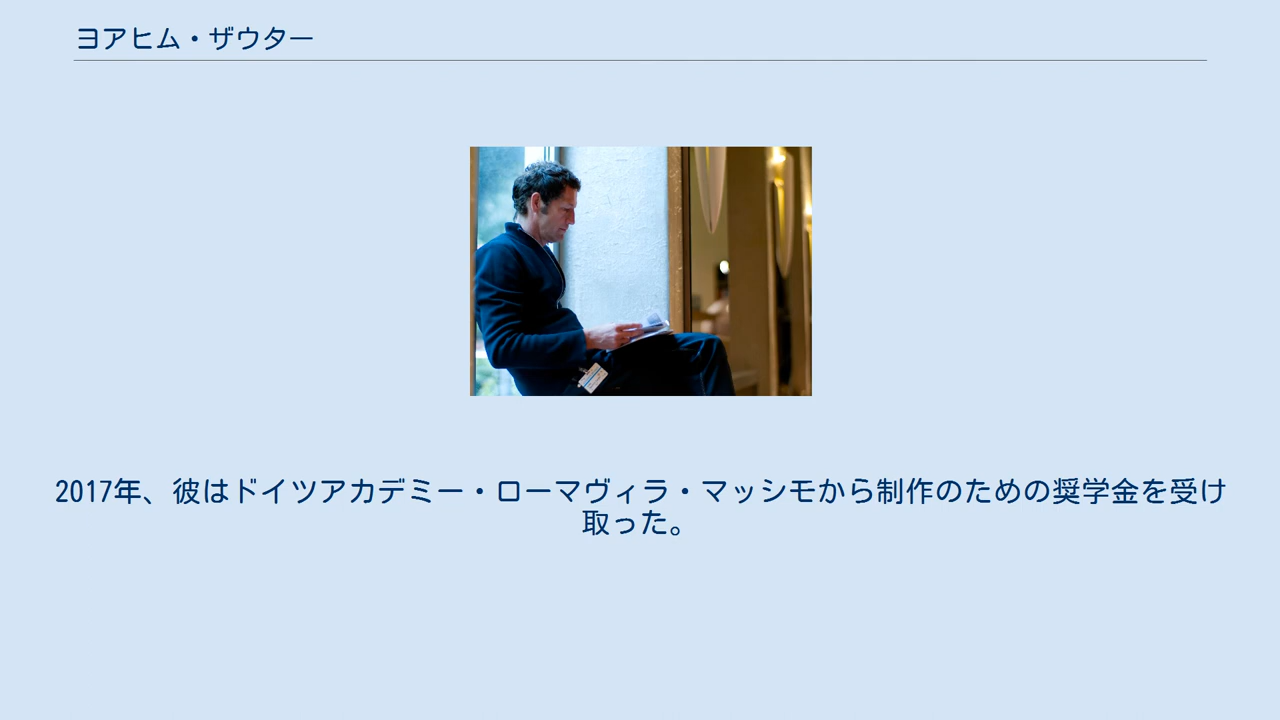 ヨアヒム・ザウター
2017年、彼はドイツアカデミー・ローマヴィラ・マッシモから制作のための奨学金を受け
取った。